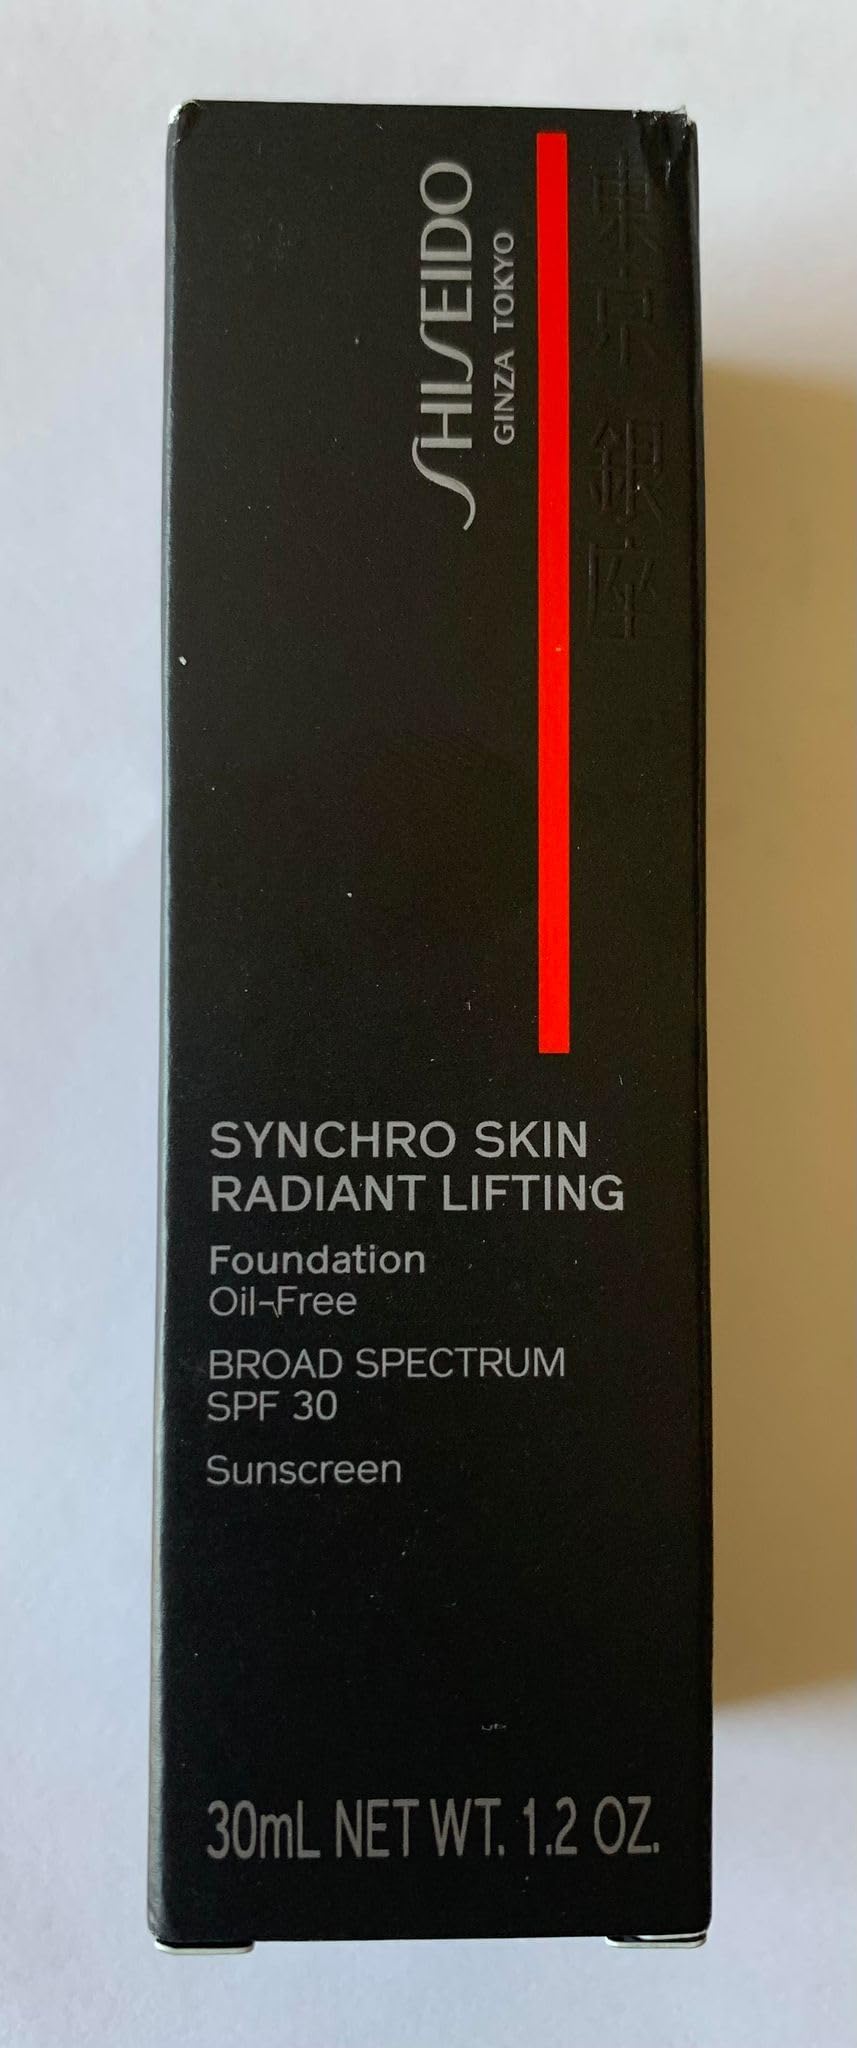 SHISEIDO
GINZA TOKYO
東京銀座
SYNCHRO SKIN
RADIANT LIFTING
Foundation
Oil-Free
BROAD SPECTRUM
SPF 30
Sunscreen
30mL NET WT. 1.2 OZ.